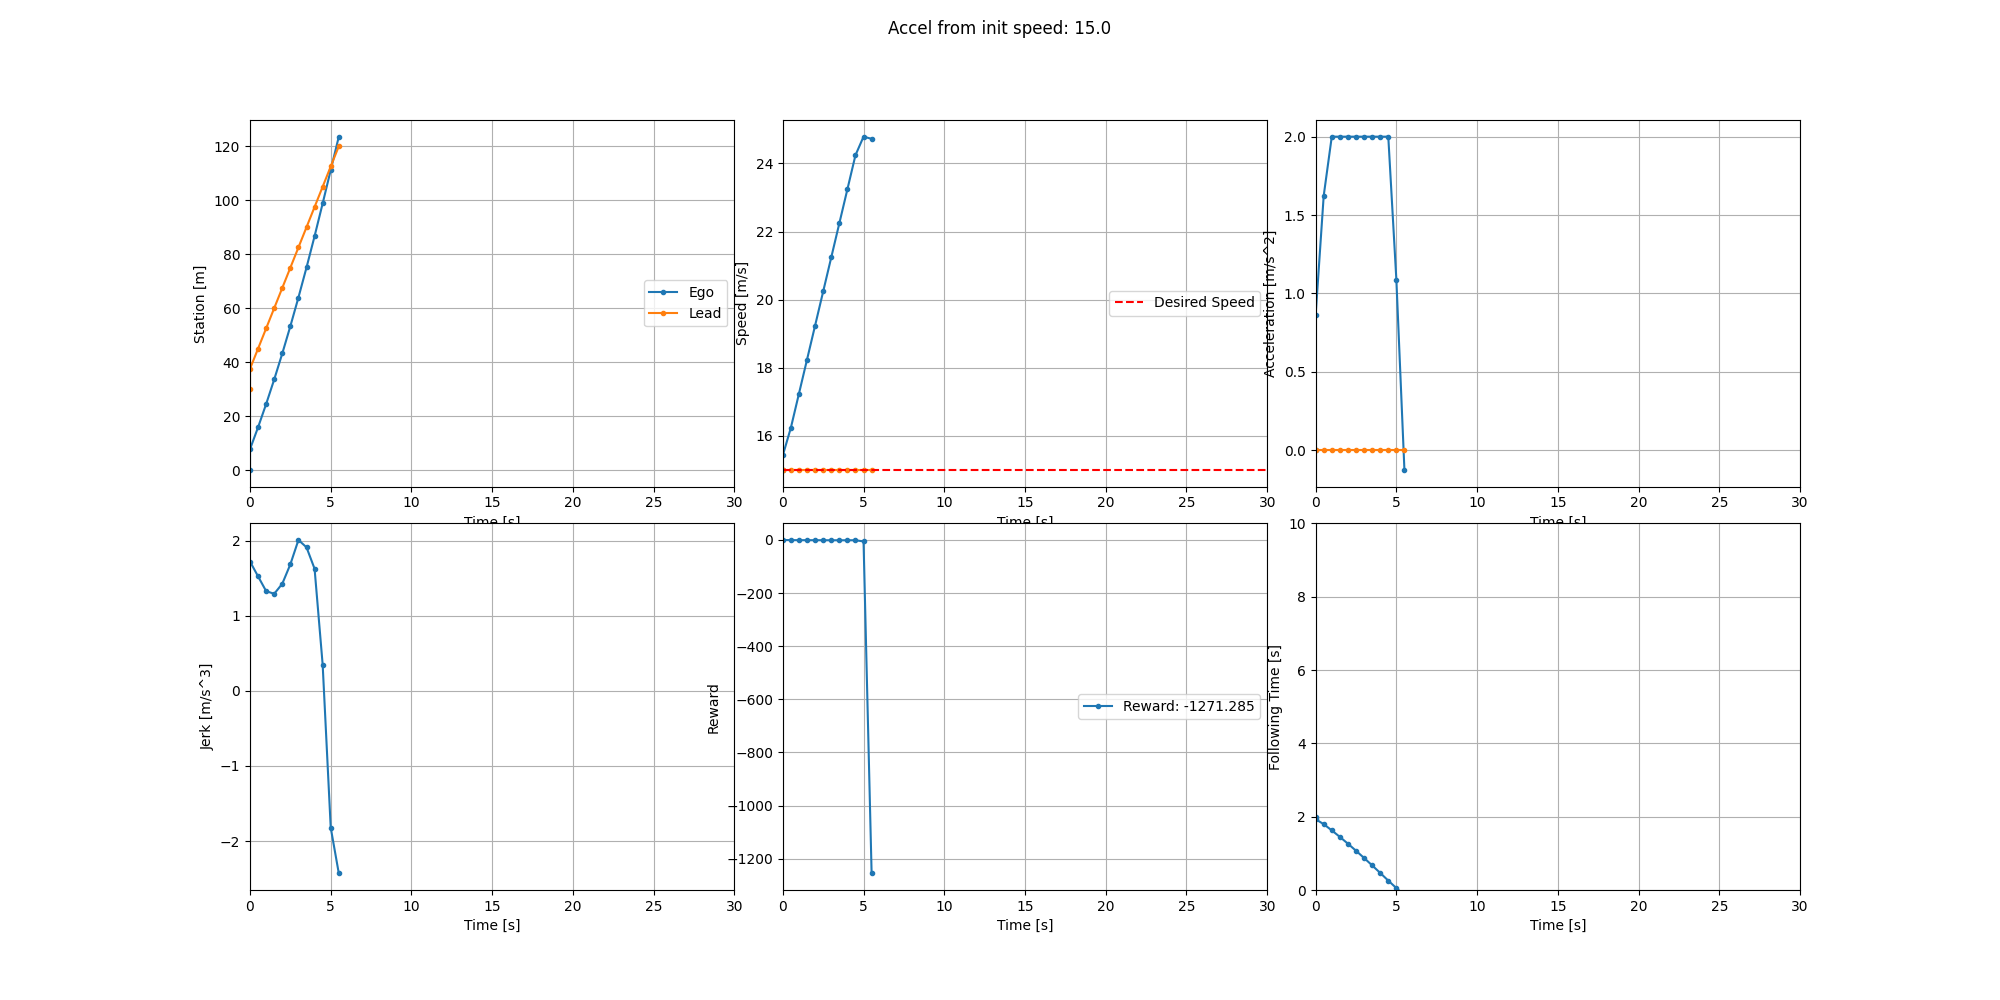 Accel from init speed: 15.0
Station [m]
120
100
80
60
40
20
0
0 5 10 15 20 25 30
Time [s]
Ego
Lead
Speed [m/s]
24
22
20
18
16
0 5 10 15 20 25 30
Time [s]
Desired Speed
Acceleration [m/s^2]
2.0
1.5
1.0
0.5
0.0
0 5 10 15 20 25 30
Time [s]
Jerk [m/s^3]
2
1
0
−1
−2
0 5 10 15 20 25 30
Time [s]
Reward
0
−200
−400
−600
−800
−1000
−1200
0 5 10 15 20 25 30
Time [s]
Reward: -1271.285
Following Time [s]
10
8
6
4
2
0
0 5 10 15 20 25 30
Time [s]